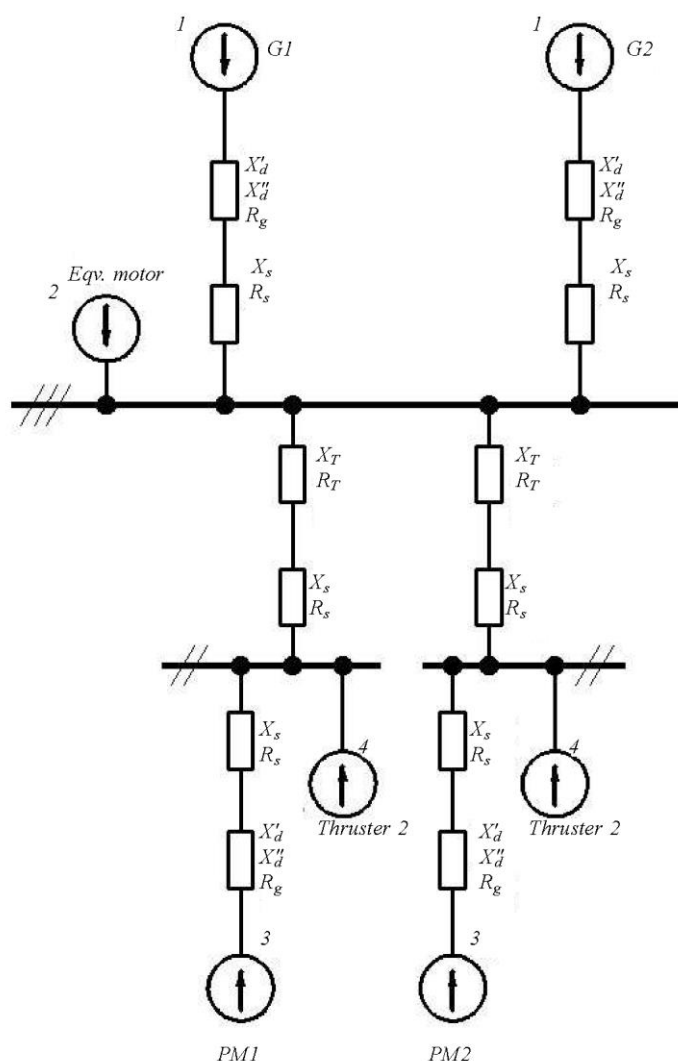 1
G1
1
G2
X'd
X''d
Rg
X'd
X''d
Rg
Xs
Rs
Xs
Rs
Eqv. motor
2
XT
RT
XT
RT
Xs
Rs
Xs
Rs
Xs
Rs
4
Thruster 2
Xs
Rs
4
Thruster 2
X'd
X''d
Rg
X'd
X''d
Rg
3
3
PM1
PM2